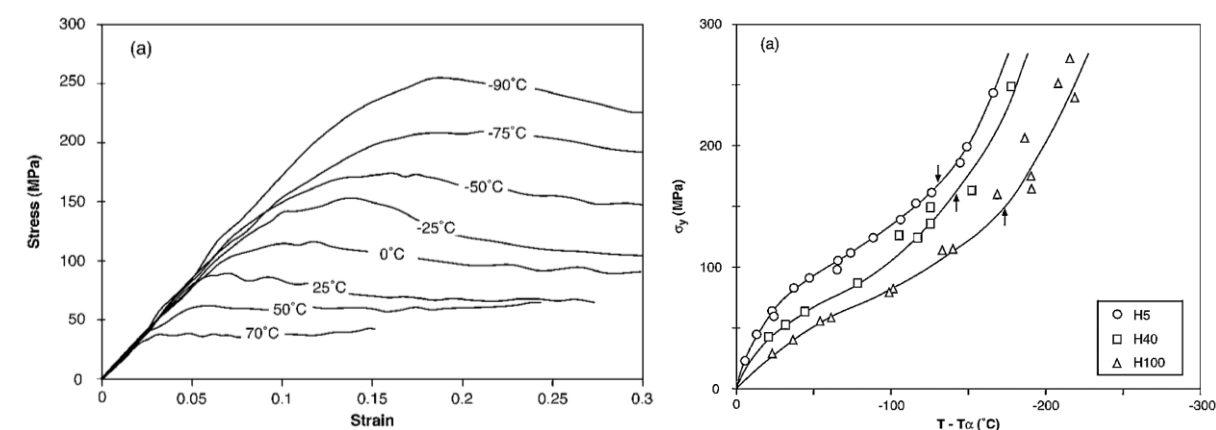 (a)
300
250
200
150
100
50
0
Stress (MPa)
-90°C
-75°C
-50°C
-25°C
0°C
25°C
50°C
70°C
0
0.05
0.1
0.15
0.2
0.25
0.3
Strain
(a)
300
200
100
0
σy (MPa)
H5
H40
H100
0
-100
-200
-300
T - Tα (°C)